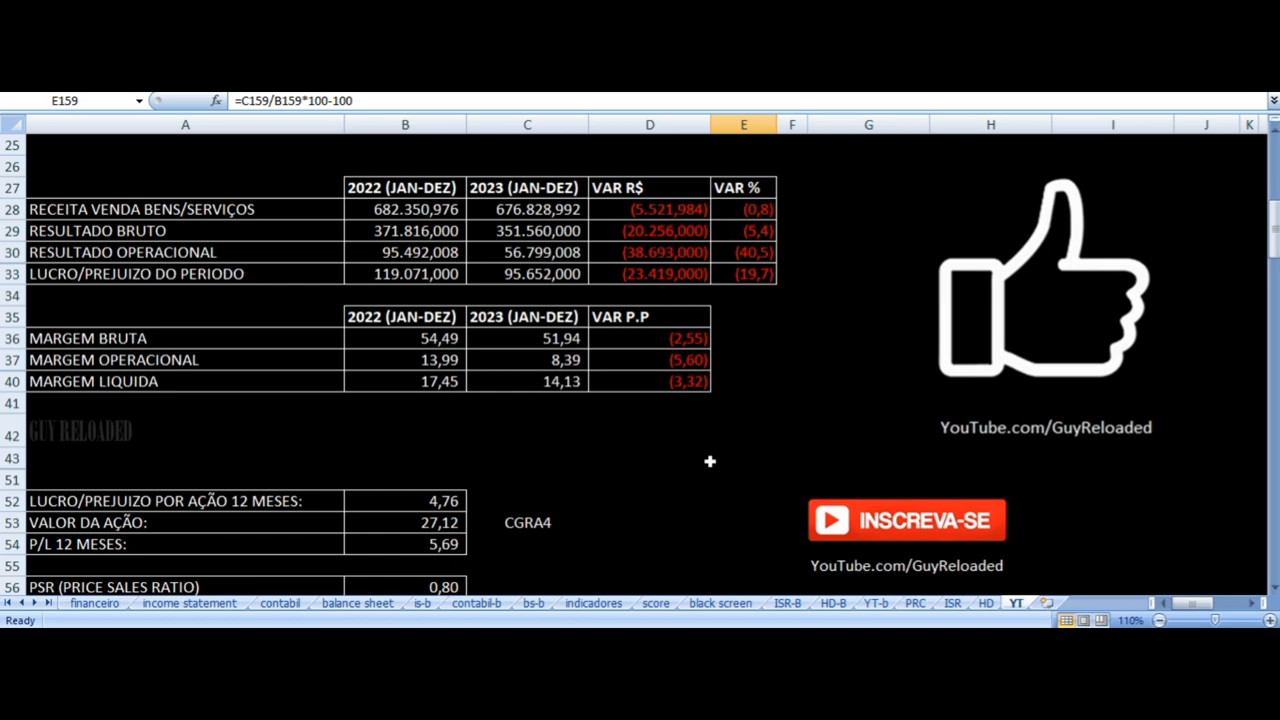 E159 fx =C159/B159*100-100
A B C D E F G H I J K
25
26
27 2022 (JAN-DEZ) 2023 (JAN-DEZ) VAR R$ VAR %
28 RECEITA VENDA BENS/SERVIÇOS 682.350,976 676.828,992 (5.521,984) (0,8)
29 RESULTADO BRUTO 371.816,000 351.560,000 (20.256,000) (5,4)
30 RESULTADO OPERACIONAL 95.492,008 56.799,008 (38.693,000) (40,5)
33 LUCRO/PREJUIZO DO PERIODO 119.071,000 95.652,000 (23.419,000) (19,7)
34
35 2022 (JAN-DEZ) 2023 (JAN-DEZ) VAR P.P
36 MARGEM BRUTA 54,49 51,94 (2,55)
37 MARGEM OPERACIONAL 13,99 8,39 (5,60)
40 MARGEM LIQUIDA 17,45 14,13 (3,32)
41
42 GUY RELOADED YouTube.com/GuyReloaded
43
51
52 LUCRO/PREJUIZO POR AÇÃO 12 MESES: 4,76
53 VALOR DA AÇÃO: 27,12 CGRA4 INSCREVA-SE
54 P/L 12 MESES: 5,69
55 YouTube.com/GuyReloaded
56 PSR (PRICE SALES RATIO) 0,80
financeiro income statement contabil balance sheet is-b contabil-b bs-b indicadores score black screen ISR-B HD-B YT-b PRC ISR HD YT
Ready 110%